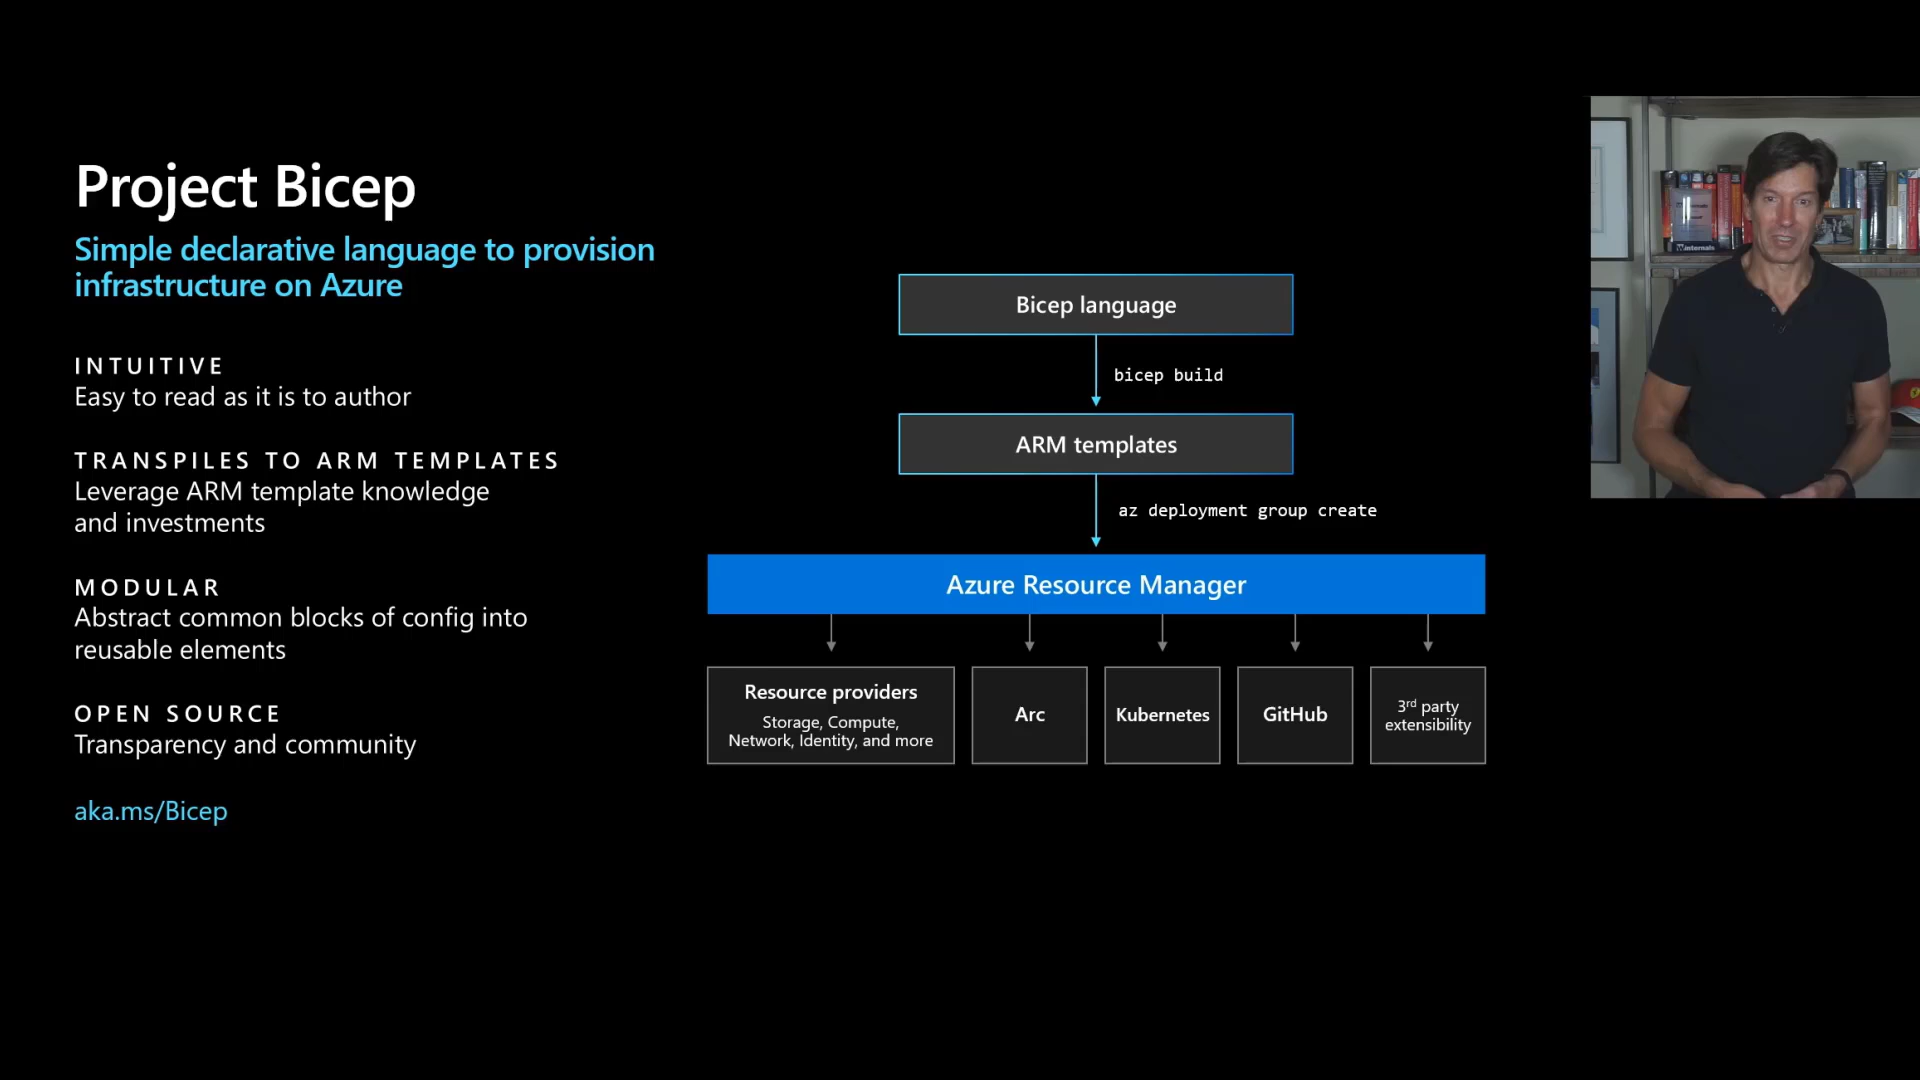 Project Bicep
Simple declarative language to provision
infrastructure on Azure
INTUITIVE
Easy to read as it is to author
TRANSPILES TO ARM TEMPLATES
Leverage ARM template knowledge
and investments
MODULAR
Abstract common blocks of config into
reusable elements
OPEN SOURCE
Transparency and community
aka.ms/Bicep
Bicep language
bicep build
ARM templates
az deployment group create
Azure Resource Manager
Resource providers
Storage, Compute,
Network, Identity, and more
Arc
Kubernetes
GitHub
3rd party
extensibility
internals